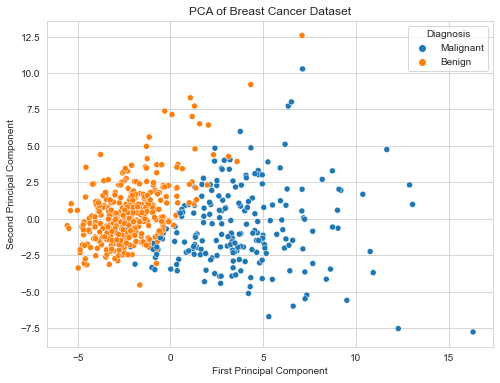 PCA of Breast Cancer Dataset
Diagnosis
Malignant
Benign
Second Principal Component
12.5
10.0
7.5
5.0
2.5
0.0
−2.5
−5.0
−7.5
−5
0
5
10
15
First Principal Component